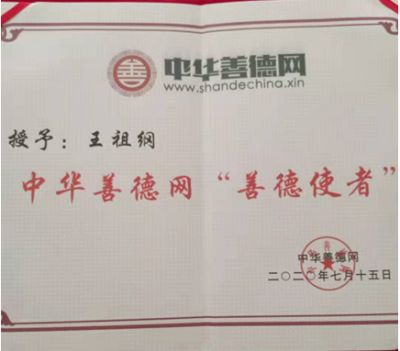 善 中华善德网
www.shandechina.xin
授予：王祖纲
中华善德网“善德使者”
中华善德网
二〇二〇年七月十五日